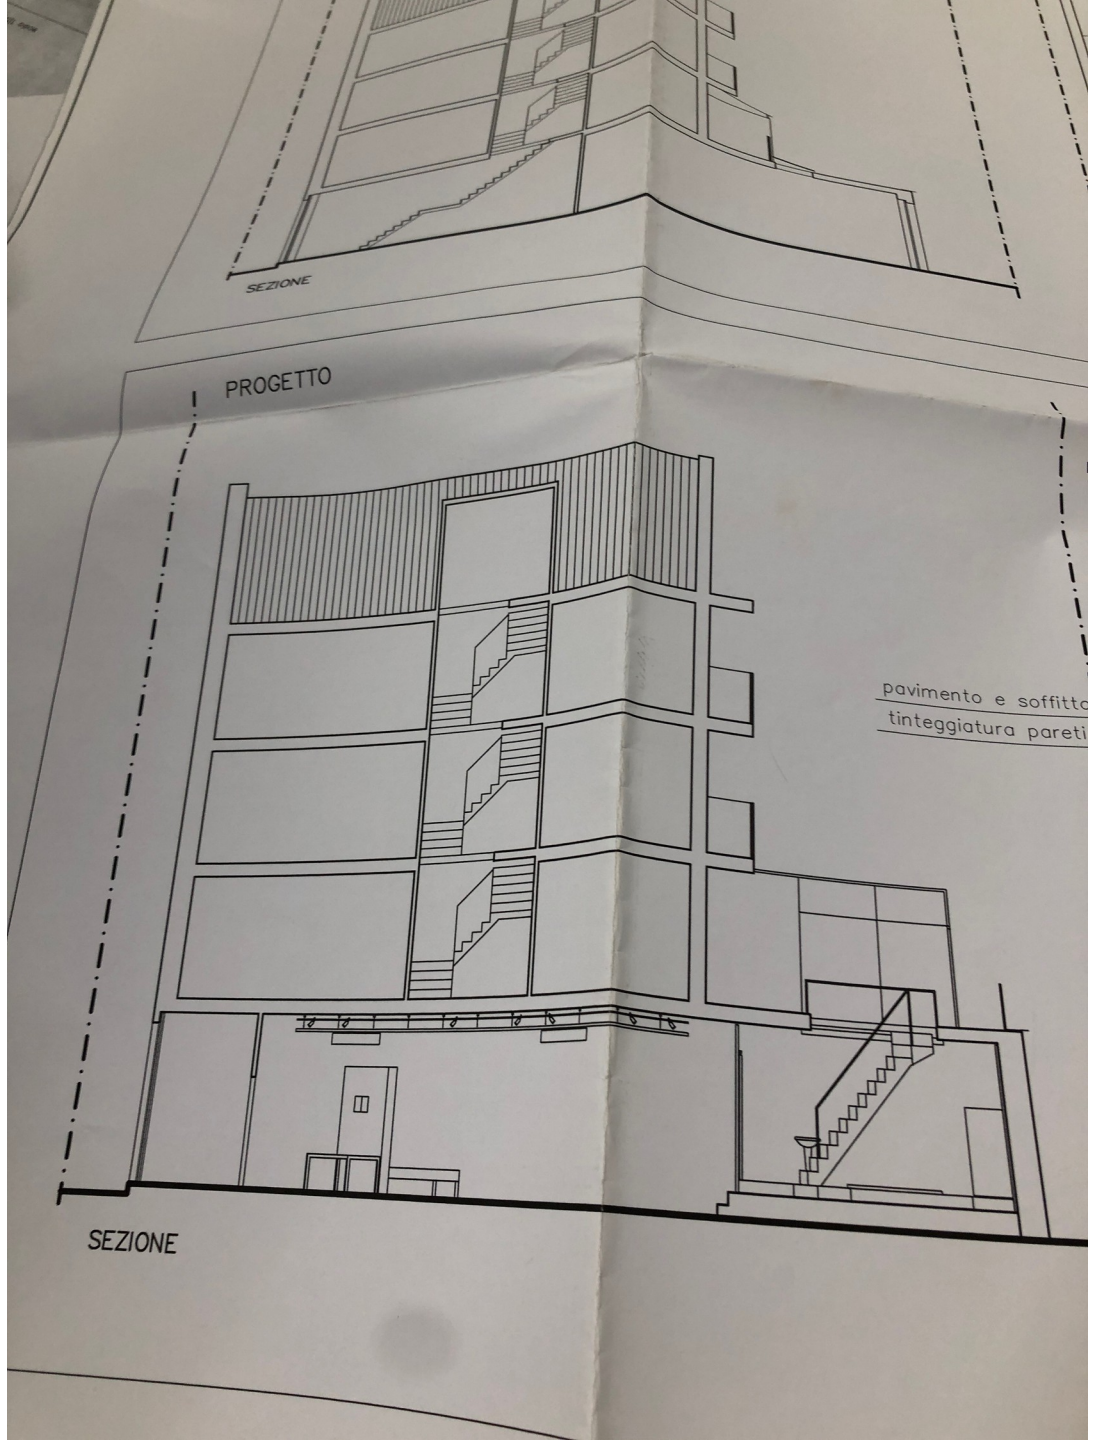 SEZIONE
PROGETTO
pavimento e soffitto
tinteggiatura pareti
SEZIONE